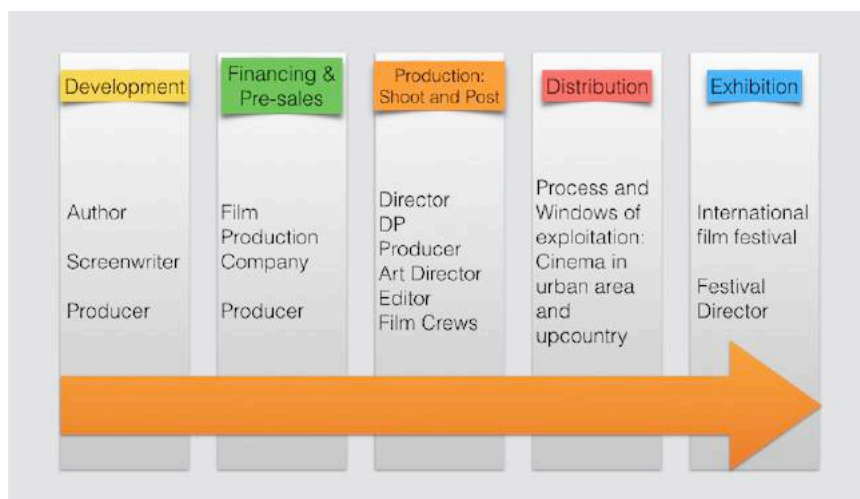 Development
Author
Screenwriter
Producer
Financing &
Pre-sales
Film
Production
Company
Producer
Production:
Shoot and Post
Director
DP
Producer
Art Director
Editor
Film Crews
Distribution
Process and
Windows of
exploitation:
Cinema in
urban area
and
upcountry
Exhibition
International
film festival
Festival
Director